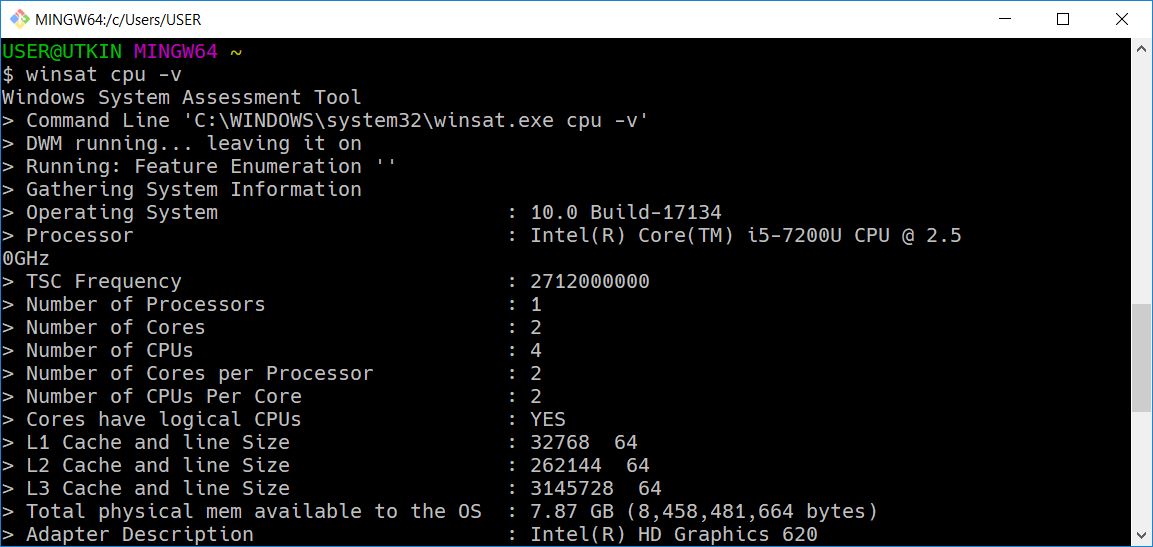 MINGW64:/c/Users/USER
USER@UTKIN MINGW64 ~
$ winsat cpu -v
Windows System Assessment Tool
> Command Line 'C:\WINDOWS\system32\winsat.exe cpu -v'
> DWM running... leaving it on
> Running: Feature Enumeration ''
> Gathering System Information
> Operating System                        : 10.0 Build-17134
> Processor                               : Intel(R) Core(TM) i5-7200U CPU @ 2.5
0GHz
> TSC Frequency                           : 2712000000
> Number of Processors                    : 1
> Number of Cores                         : 2
> Number of CPUs                          : 4
> Number of Cores per Processor           : 2
> Number of CPUs Per Core                 : 2
> Cores have logical CPUs                 : YES
> L1 Cache and line Size                  : 32768  64
> L2 Cache and line Size                  : 262144  64
> L3 Cache and line Size                  : 3145728  64
> Total physical mem available to the OS  : 7.87 GB (8,458,481,664 bytes)
> Adapter Description                     : Intel(R) HD Graphics 620